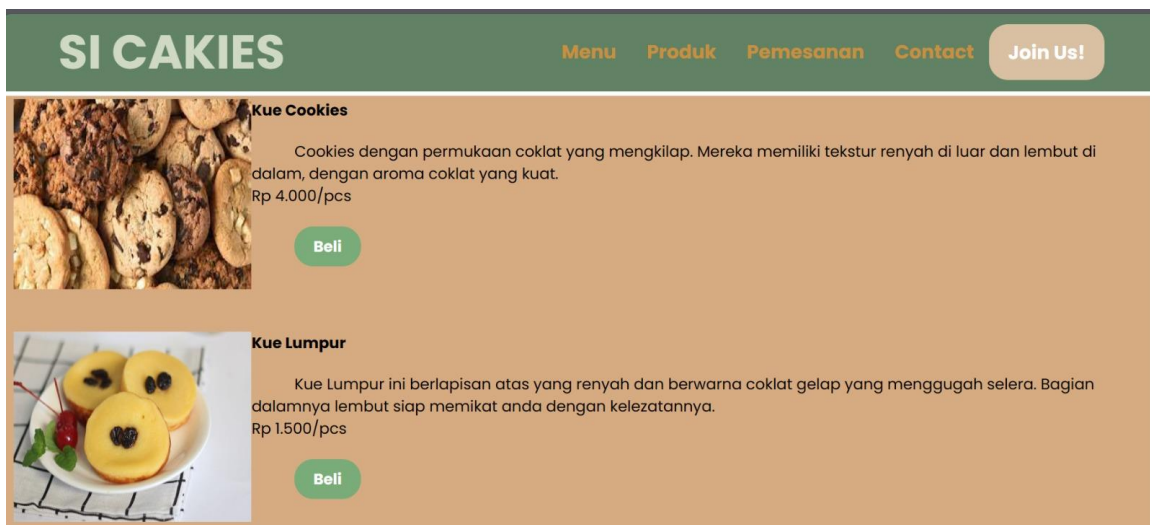 SI CAKIES
Menu Produk Pemesanan Contact Join Us!
Kue Cookies
Cookies dengan permukaan coklat yang mengkilap. Mereka memiliki tekstur renyah di luar dan lembut di
dalam, dengan aroma coklat yang kuat.
Rp 4.000/pcs
Beli
Kue Lumpur
Kue Lumpur ini berlapisan atas yang renyah dan berwarna coklat gelap yang menggugah selera. Bagian
dalamnya lembut siap memikat anda dengan kelezatannya.
Rp 1.500/pcs
Beli